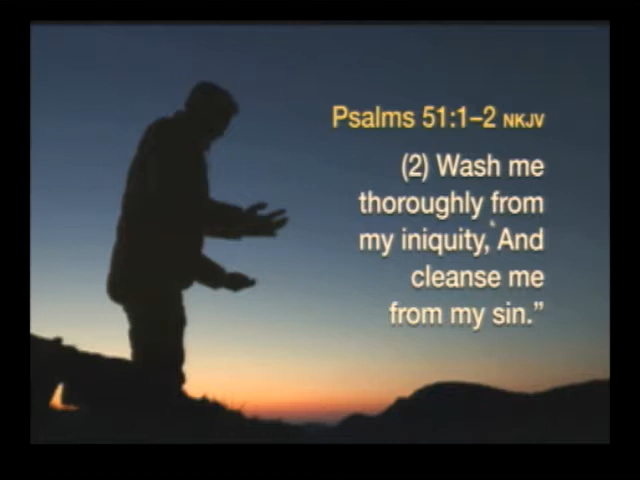 Psalms 51:1–2 NKJV
(2) Wash me
thoroughly from
my iniquity, And
cleanse me
from my sin.”